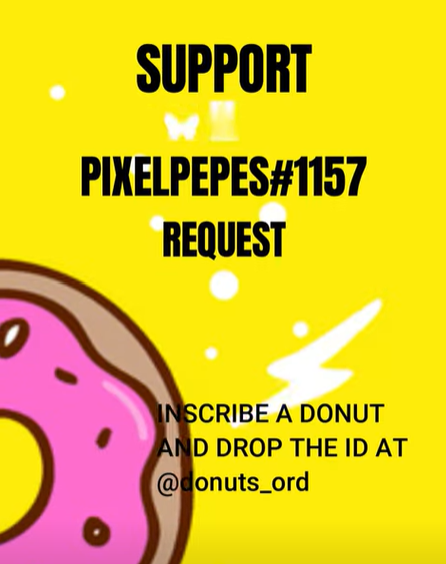 SUPPORT
PIXELPEPES#1157
REQUEST
INSCRIBE A DONUT
AND DROP THE ID AT
@donuts_ord